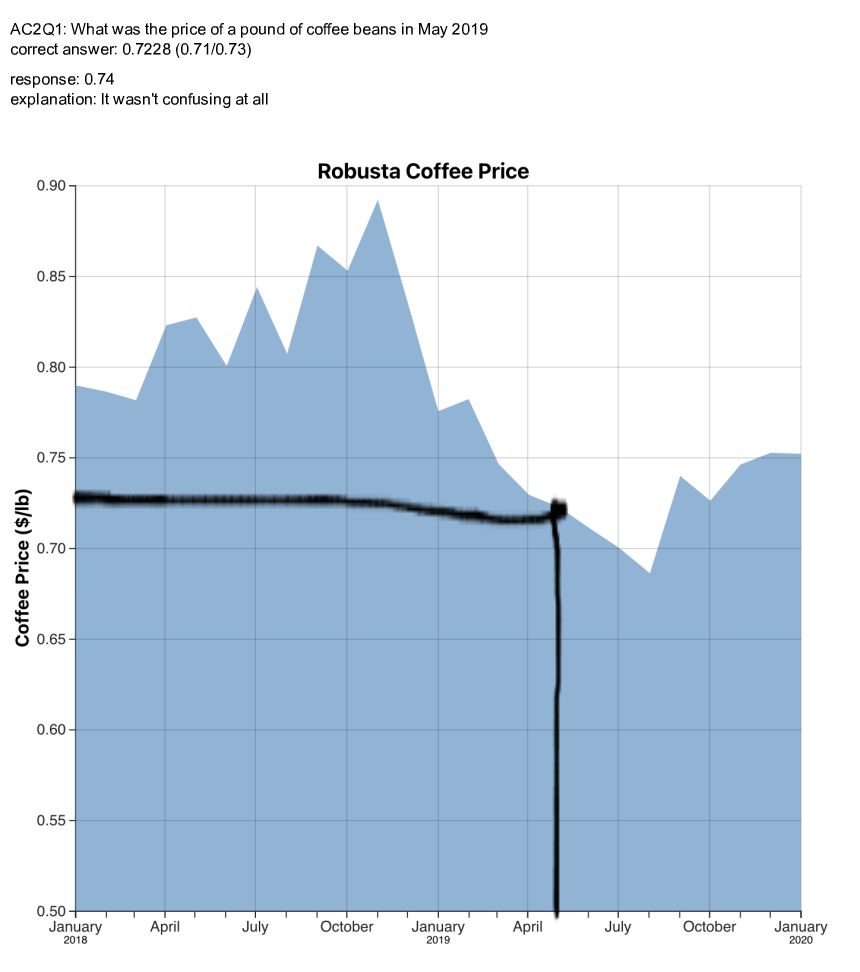 AC2Q1: What was the price of a pound of coffee beans in May 2019
correct answer: 0.7228 (0.71/0.73)
response: 0.74
explanation: It wasn't confusing at all
Robusta Coffee Price
0.90
0.85
0.80
0.75
0.70
0.65
0.60
0.55
0.50
Coffee Price ($/lb)
January April July October January April July October January
2018 2019 2020